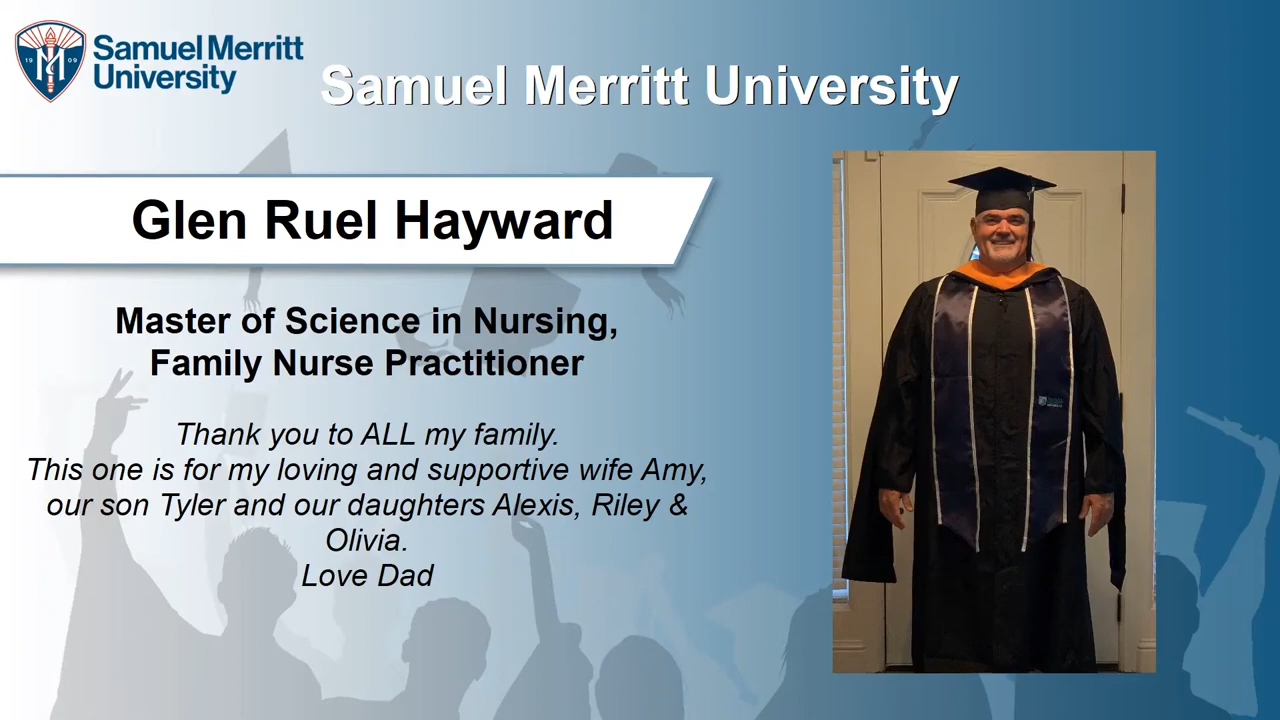 Samuel Merritt
University
19 09
Samuel Merritt University
Glen Ruel Hayward
Master of Science in Nursing,
Family Nurse Practitioner
Thank you to ALL my family.
This one is for my loving and supportive wife Amy,
our son Tyler and our daughters Alexis, Riley &
Olivia.
Love Dad